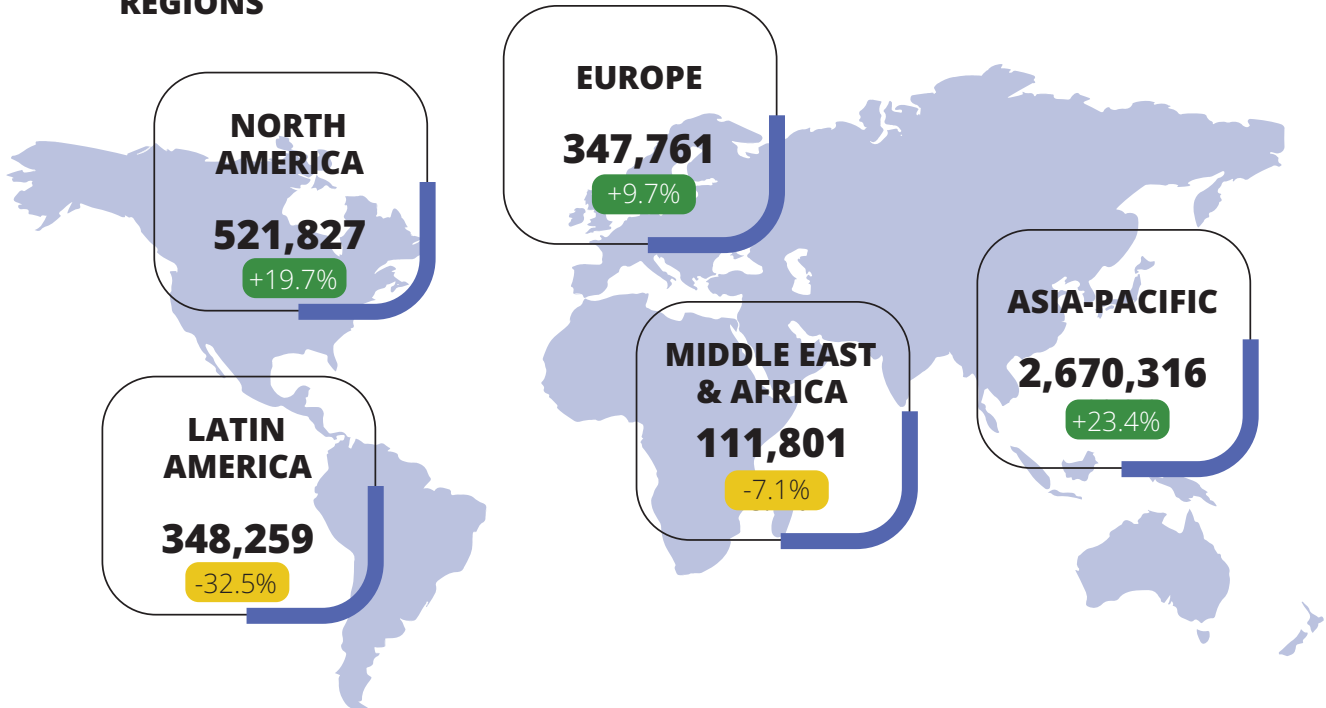 REGIONS
EUROPE
347,761
+9.7%
NORTH
AMERICA
521,827
+19.7%
ASIA-PACIFIC
2,670,316
+23.4%
MIDDLE EAST
& AFRICA
111,801
-7.1%
LATIN
AMERICA
348,259
-32.5%